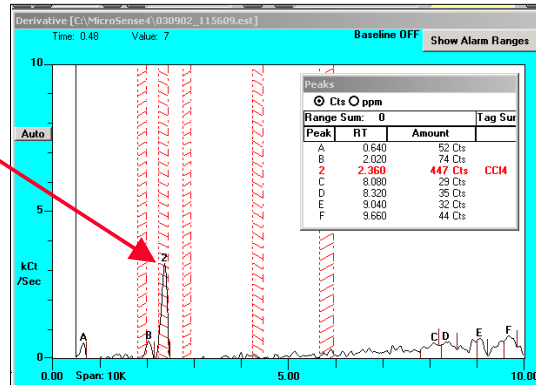 Derivative [C:\MicroSense4\030902_115609.est]
Time: 0.48 Value: 7 Baseline OFF Show Alarm Ranges
10
Peaks
Cts ppm
Range Sum: 0 Tag Sur
Peak RT Amount
A 0.640 52 Cts
B 2.020 74 Cts
2 2.360 447 Cts CCl4
C 8.080 29 Cts
D 8.320 35 Cts
E 9.040 32 Cts
F 9.660 44 Cts
Auto
5
kCt
/Sec
2
A B C D E F
0
0.00 Span: 10K 5.00 10.00